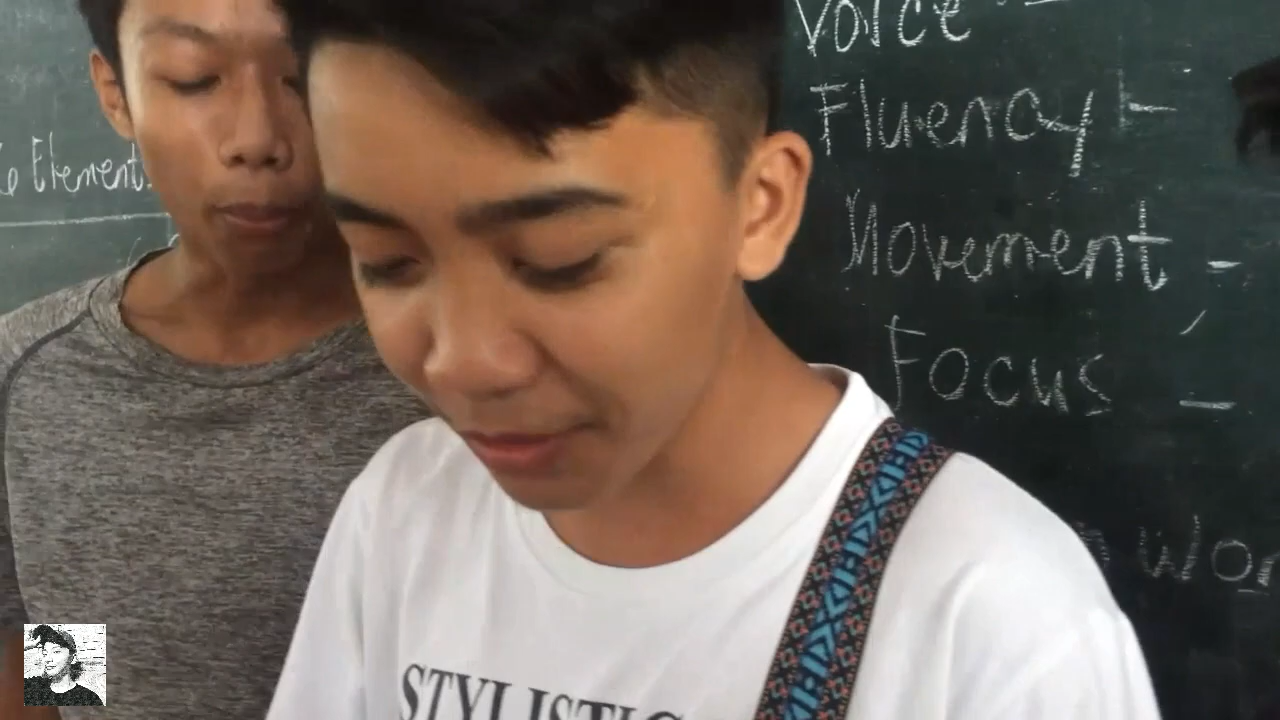 Elements
Voice -
Fluency -
Movement -
Focus -
STYLISTIC